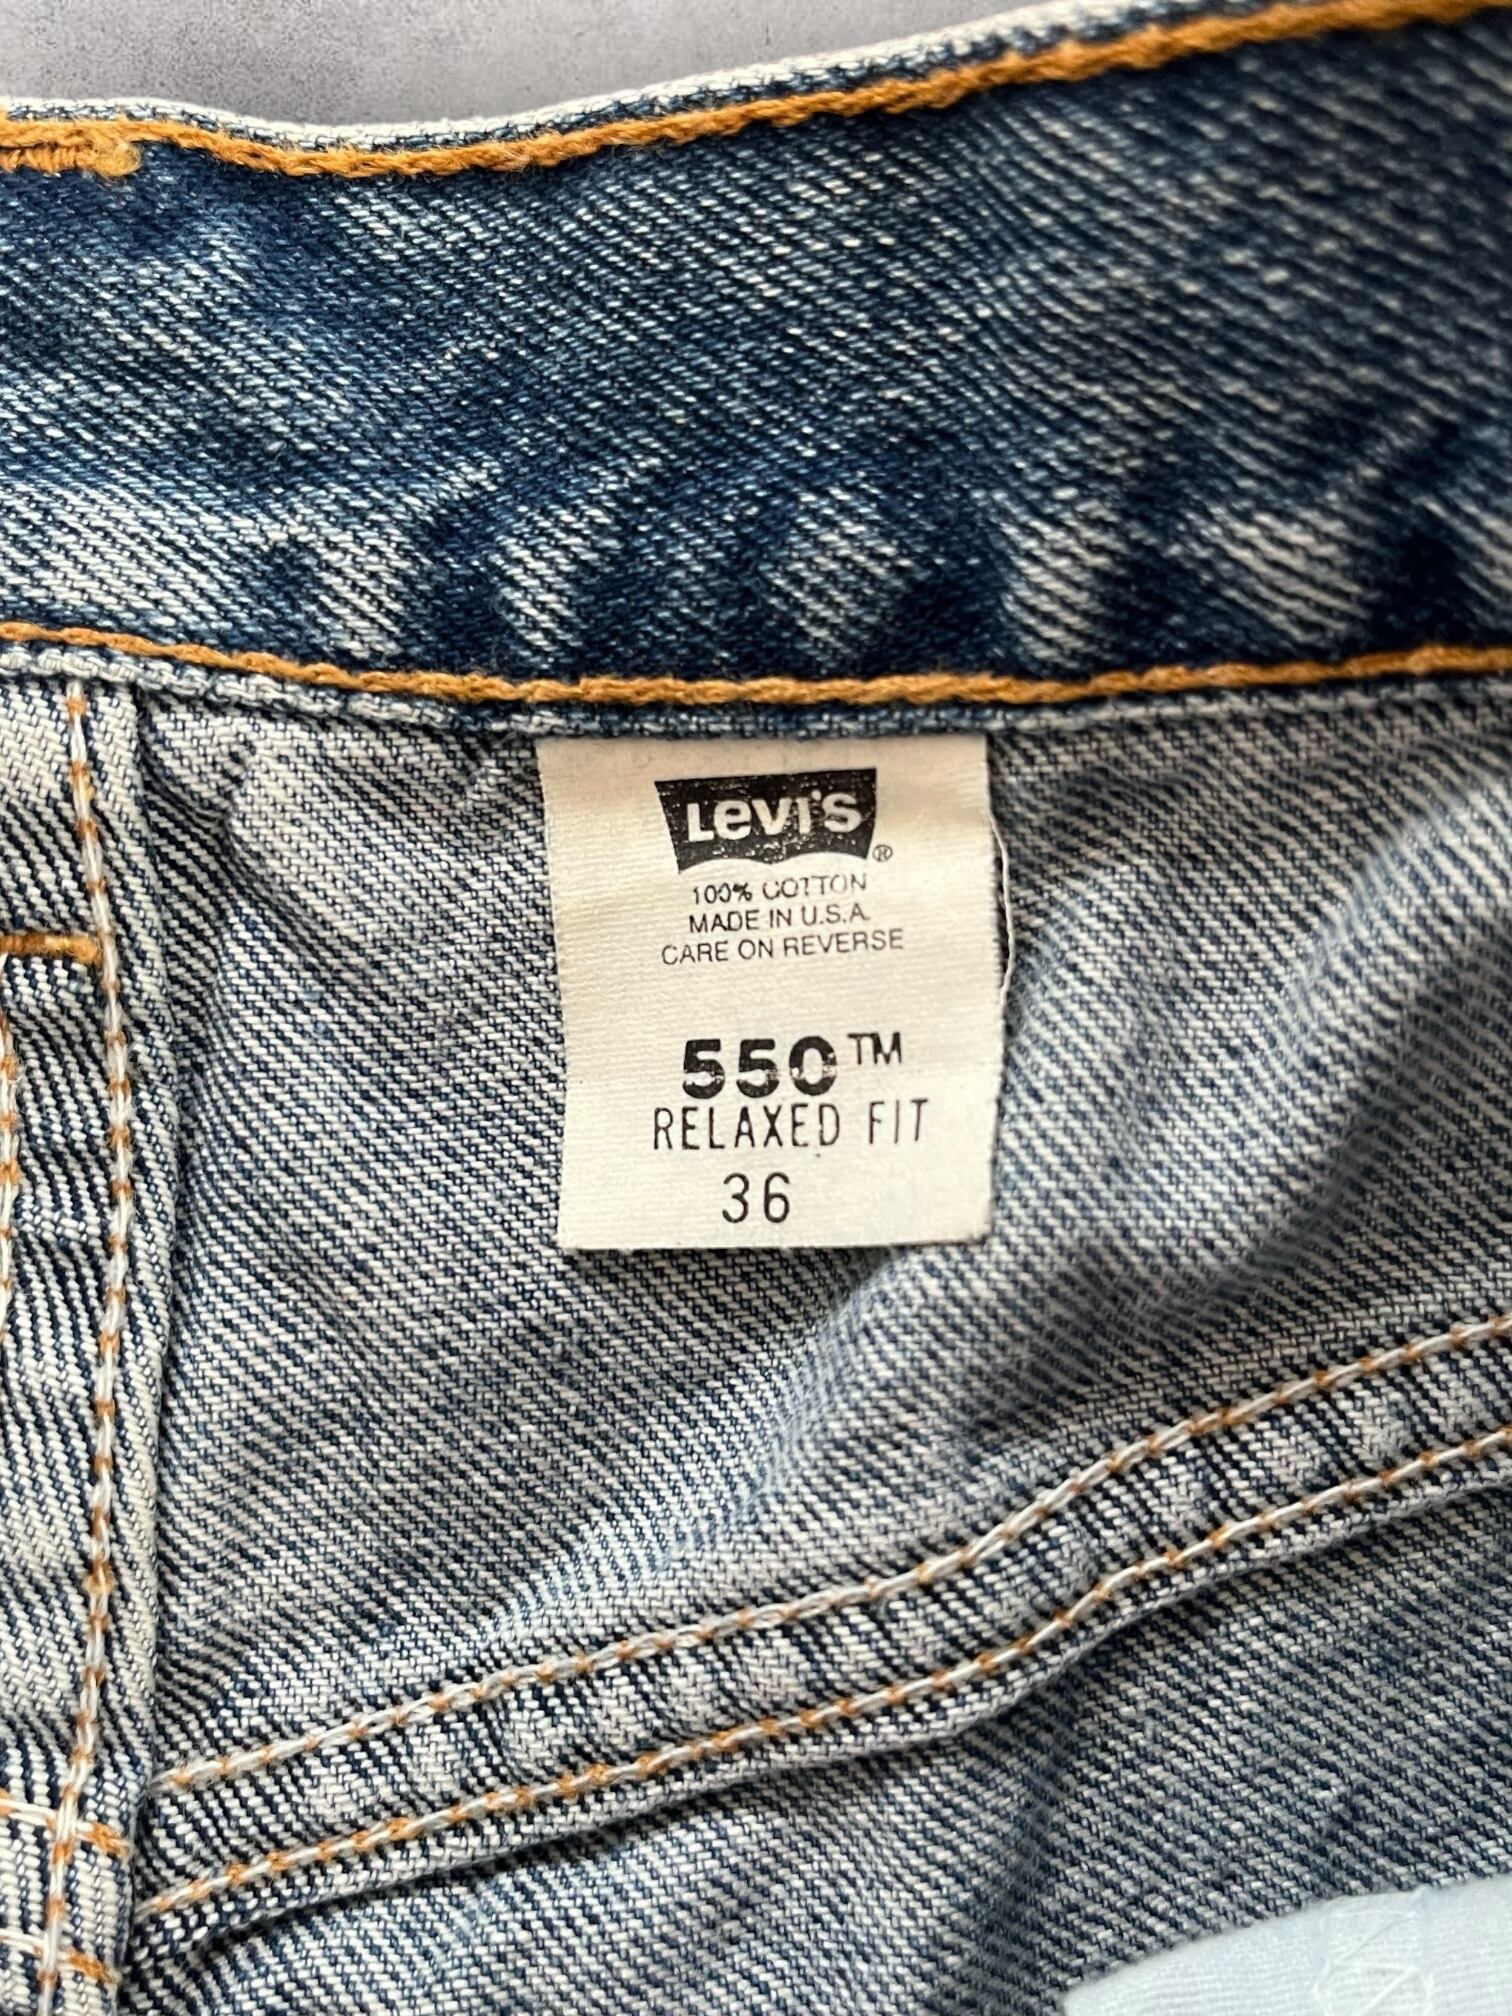 Levi's
®
100% COTTON
MADE IN U.S.A.
CARE ON REVERSE
550™
RELAXED FIT
36